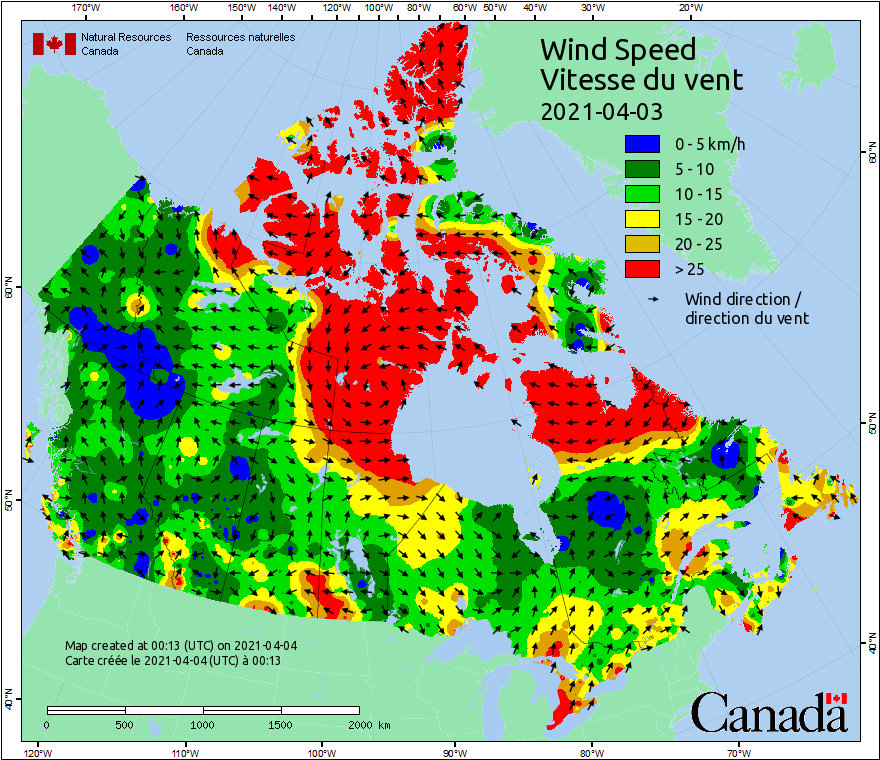 170°W 160°W 150°W 140°W 120°W 100°W 80°W 60°W 50°W 40°W 30°W 20°W
Natural Resources Ressources naturelles
Canada Canada
Wind Speed
Vitesse du vent
2021-04-03
0 - 5 km/h
5 - 10
10 - 15
15 - 20
20 - 25
> 25
Wind direction /
direction du vent
60°N
60°N
50°N
50°N
40°N
40°N
Map created at 00:13 (UTC) on 2021-04-04
Carte créée le 2021-04-04 (UTC) à 00:13
0 500 1000 1500 2000 km
Canada
120°W 110°W 100°W 90°W 80°W 70°W